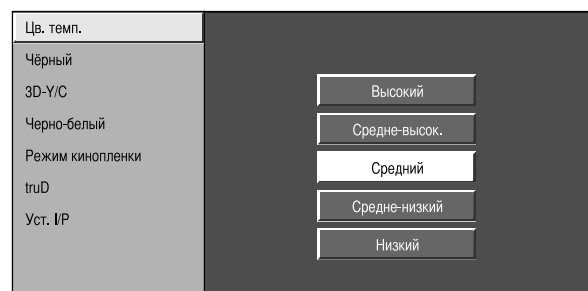 Цв. темп.
Чёрный
3D-Y/C
Черно-белый
Режим кинопленки
truD
Уст. I/P
Высокий
Средне-высок.
Средний
Средне-низкий
Низкий